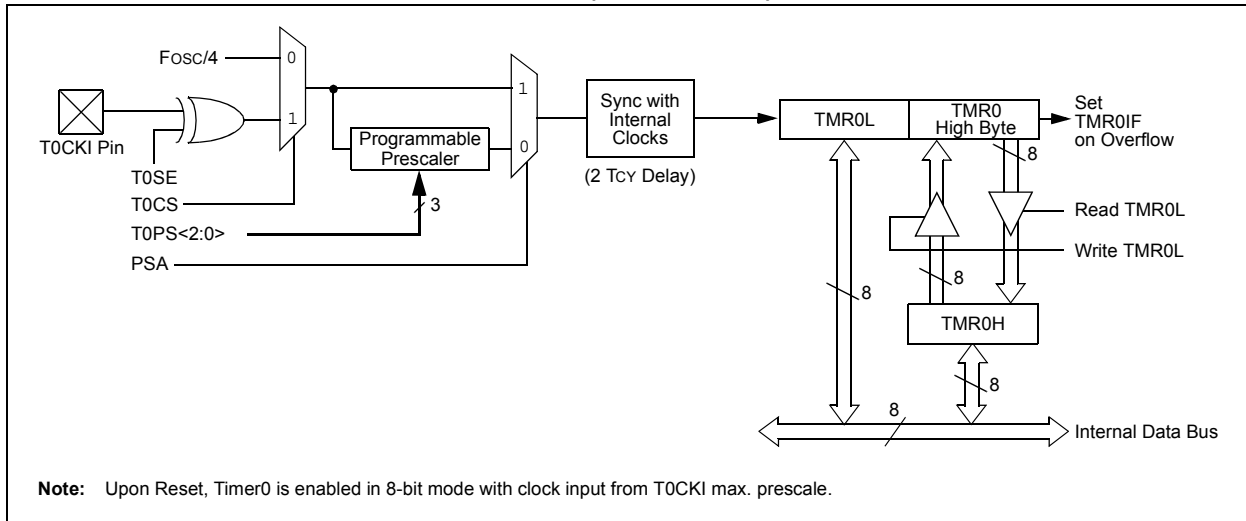 FOSC/4
0
1
T0CKI Pin
T0SE
T0CS
T0PS<2:0>
PSA
Programmable
Prescaler
3
1
0
Sync with
Internal
Clocks
(2 TCY Delay)
TMR0L
TMR0
High Byte
Set
TMR0IF
on Overflow
8
Read TMR0L
Write TMR0L
8
8
TMR0H
8
8
Internal Data Bus
Note: Upon Reset, Timer0 is enabled in 8-bit mode with clock input from T0CKI max. prescale.